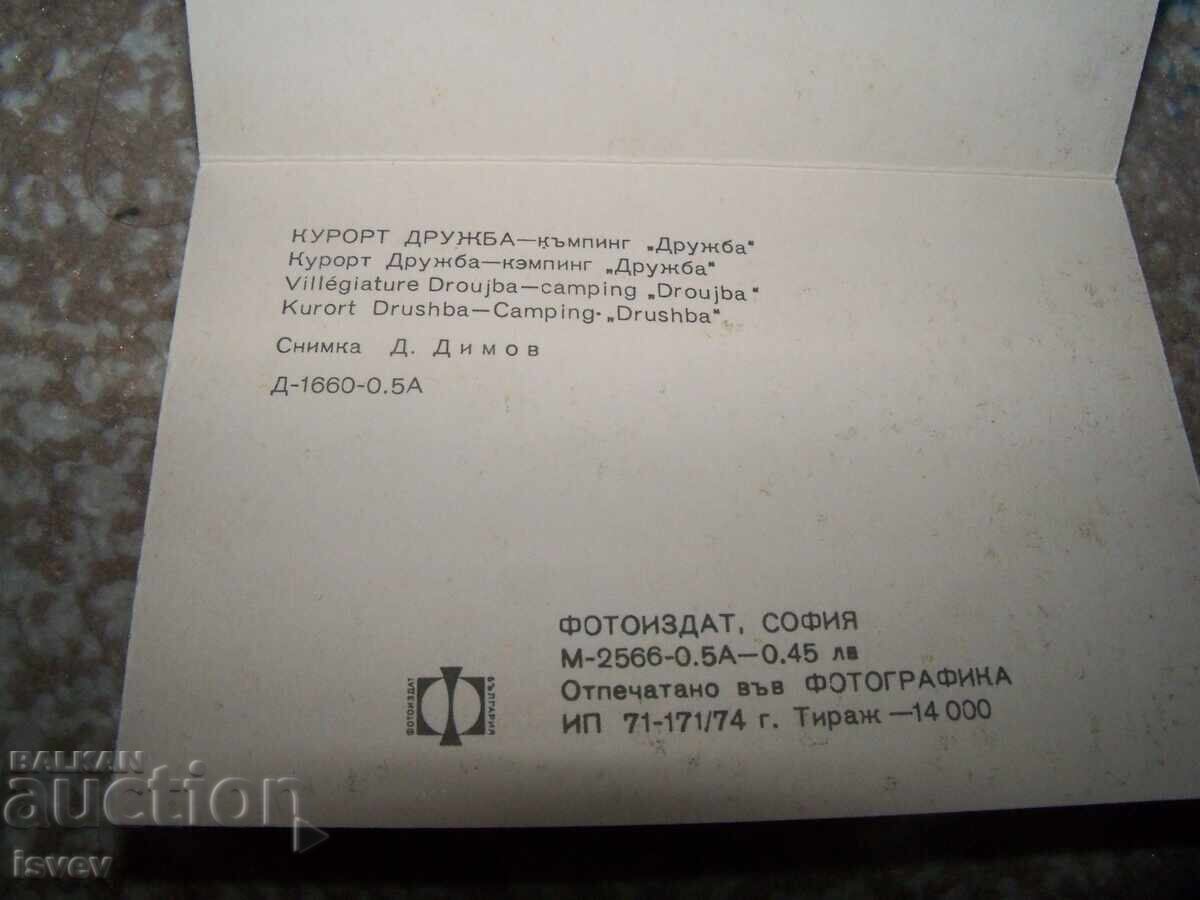 КУРОРТ ДРУЖБА—къмпинг „Дружба"
Курорт Дружба—кэмпинг „Дружба"
Villégiature Droujba—camping „Droujba"
Kurort Drushba—Camping-„Drushba"
Снимка Д. Димов
Д-1660-0.5А
ФОТОИЗДАТ
БЪЛГАРИЯ
ФОТОИЗДАТ, СОФИЯ
М-2566-0.5А—0.45 лв
Отпечатано във ФОТОГРАФИКА
ИП 71-171/74 г. Тираж —14 000
BALKAN
auction
isvev